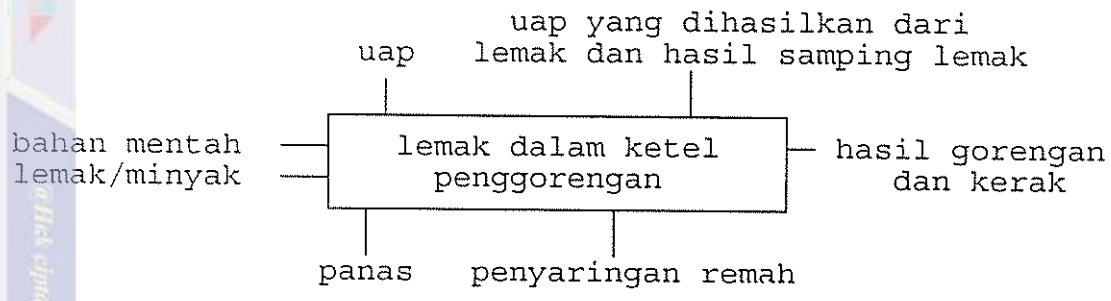 uap yang dihasilkan dari
uap lemak dan hasil samping lemak
bahan mentah
lemak/minyak
lemak dalam ketel
penggorengan
hasil gorengan
dan kerak
panas penyaringan remah